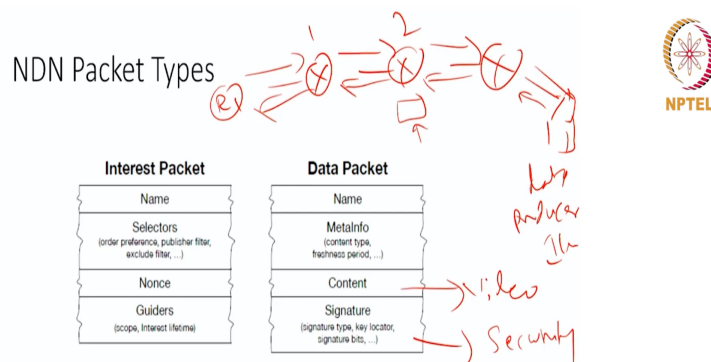 1
2
NDN Packet Types
R1
NPTEL
Interest Packet
Name
Selectors
(order preference, publisher filter,
exclude filter, ...)
Nonce
Guiders
(scope, Interest lifetime)
Data Packet
Name
MetaInfo
(content type,
freshness period, ...)
Content
Signature
(signature type, key locator,
signature bits, ...)
data
producer
video
Security